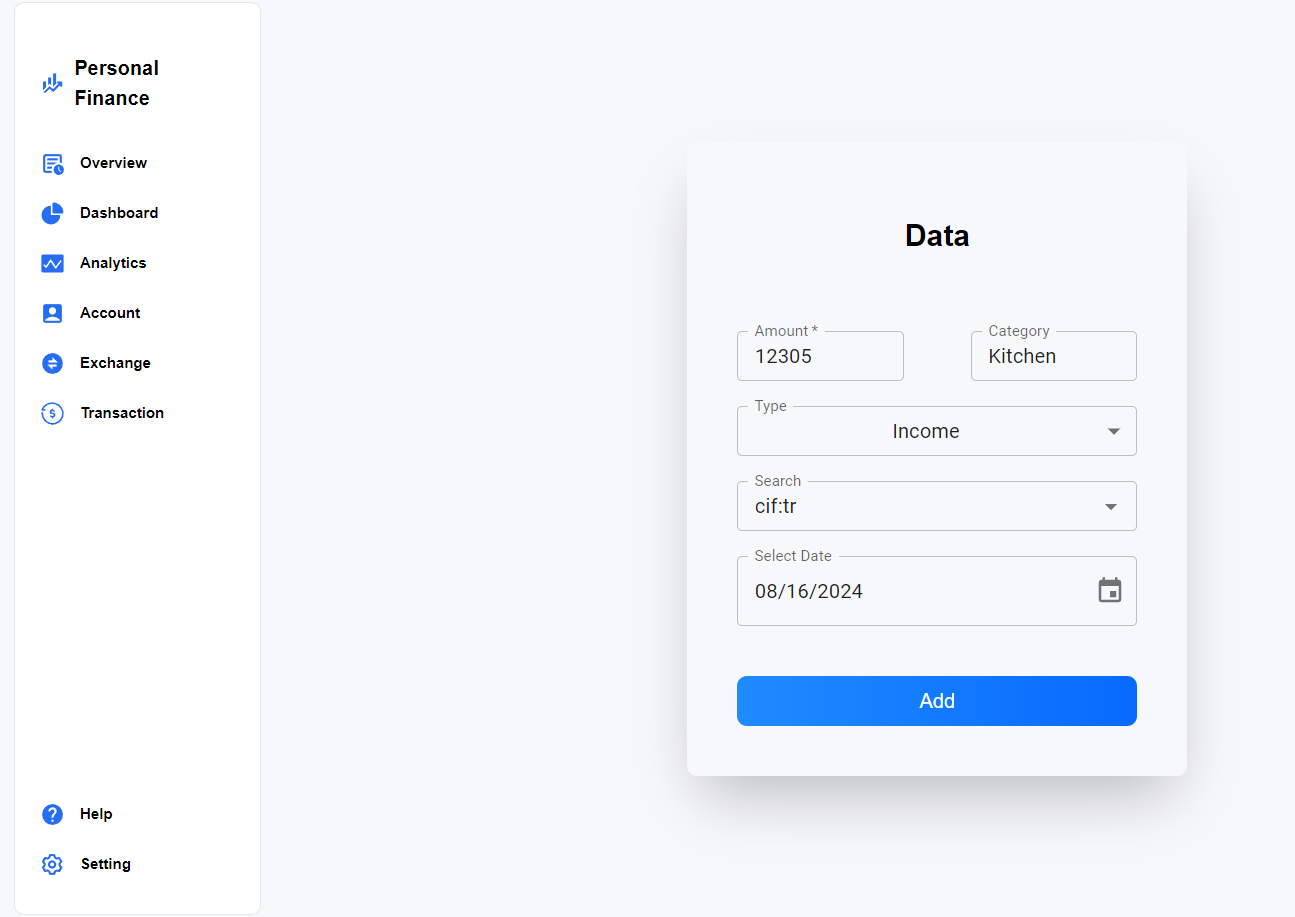 Personal
Finance
Overview
Dashboard
Analytics
Account
Exchange
Transaction
Help
Setting
Data
Amount *
12305
Category
Kitchen
Type
Income
Search
cif:tr
Select Date
08/16/2024
Add